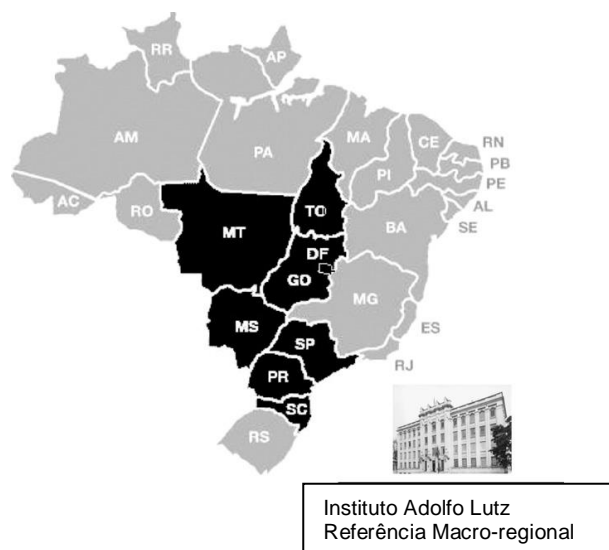 RR
AP
AM
PA
MA
CE
RN
PB
PI
PE
AC
AL
RO
TO
SE
MT
BA
DF
GO
MG
MS
ES
SP
RJ
PR
SC
RS
Instituto Adolfo Lutz
Referência Macro-regional